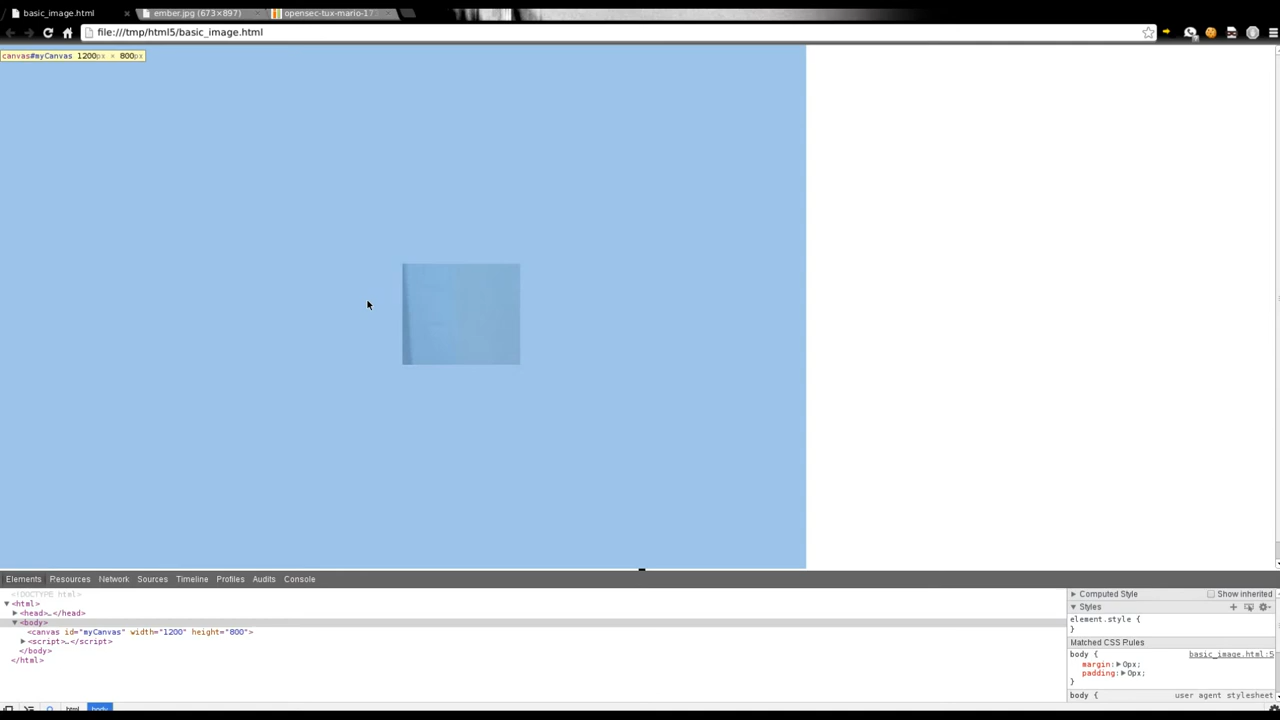 basic_image.html
ember.jpg (673×897)
opensec-tux-mario-17
file:///tmp/html5/basic_image.html
canvas#myCanvas 1200px × 800px
Elements Resources Network Sources Timeline Profiles Audits Console
<!DOCTYPE html>
▼<html>
▶<head>…</head>
▼<body>
<canvas id="myCanvas" width="1200" height="800">
▶<script>…</script>
</body>
</html>
html body
▶ Computed Style Show inherited
▼ Styles
element.style {
}
Matched CSS Rules
body { basic_image.html:5
margin:▶0px;
padding:▶0px;
}
body { user agent stylesheet